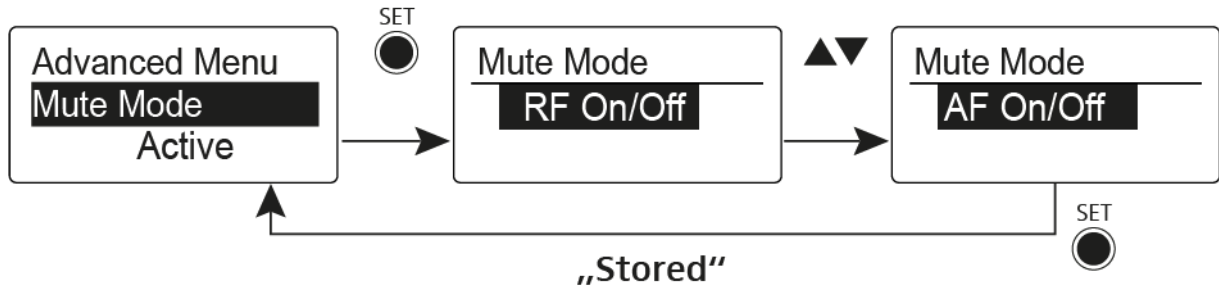 SET
Advanced Menu
Mute Mode
Active
Mute Mode
RF On/Off
Mute Mode
AF On/Off
SET
„Stored“